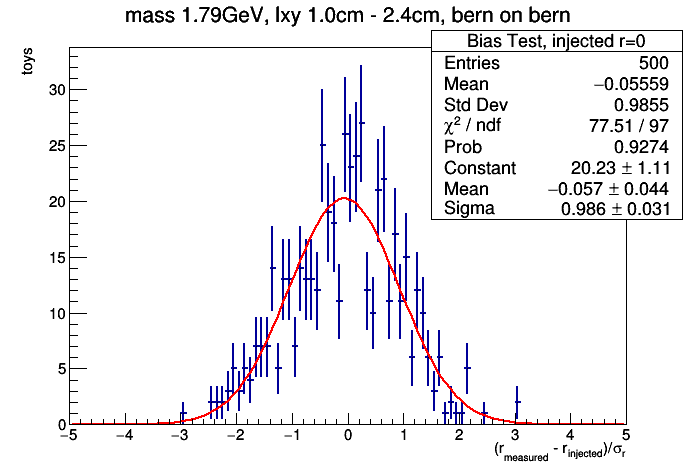 mass 1.79GeV, lxy 1.0cm - 2.4cm, bern on bern
toys
Bias Test, injected r=0
Entries 500
Mean −0.05559
Std Dev 0.9855
χ² / ndf 77.51 / 97
Prob 0.9274
Constant 20.23 ± 1.11
Mean −0.057 ± 0.044
Sigma 0.986 ± 0.031
30
25
20
15
10
5
0
−5 −4 −3 −2 −1 0 1 2 3 4 5
(r_measured - r_injected)/σ_r